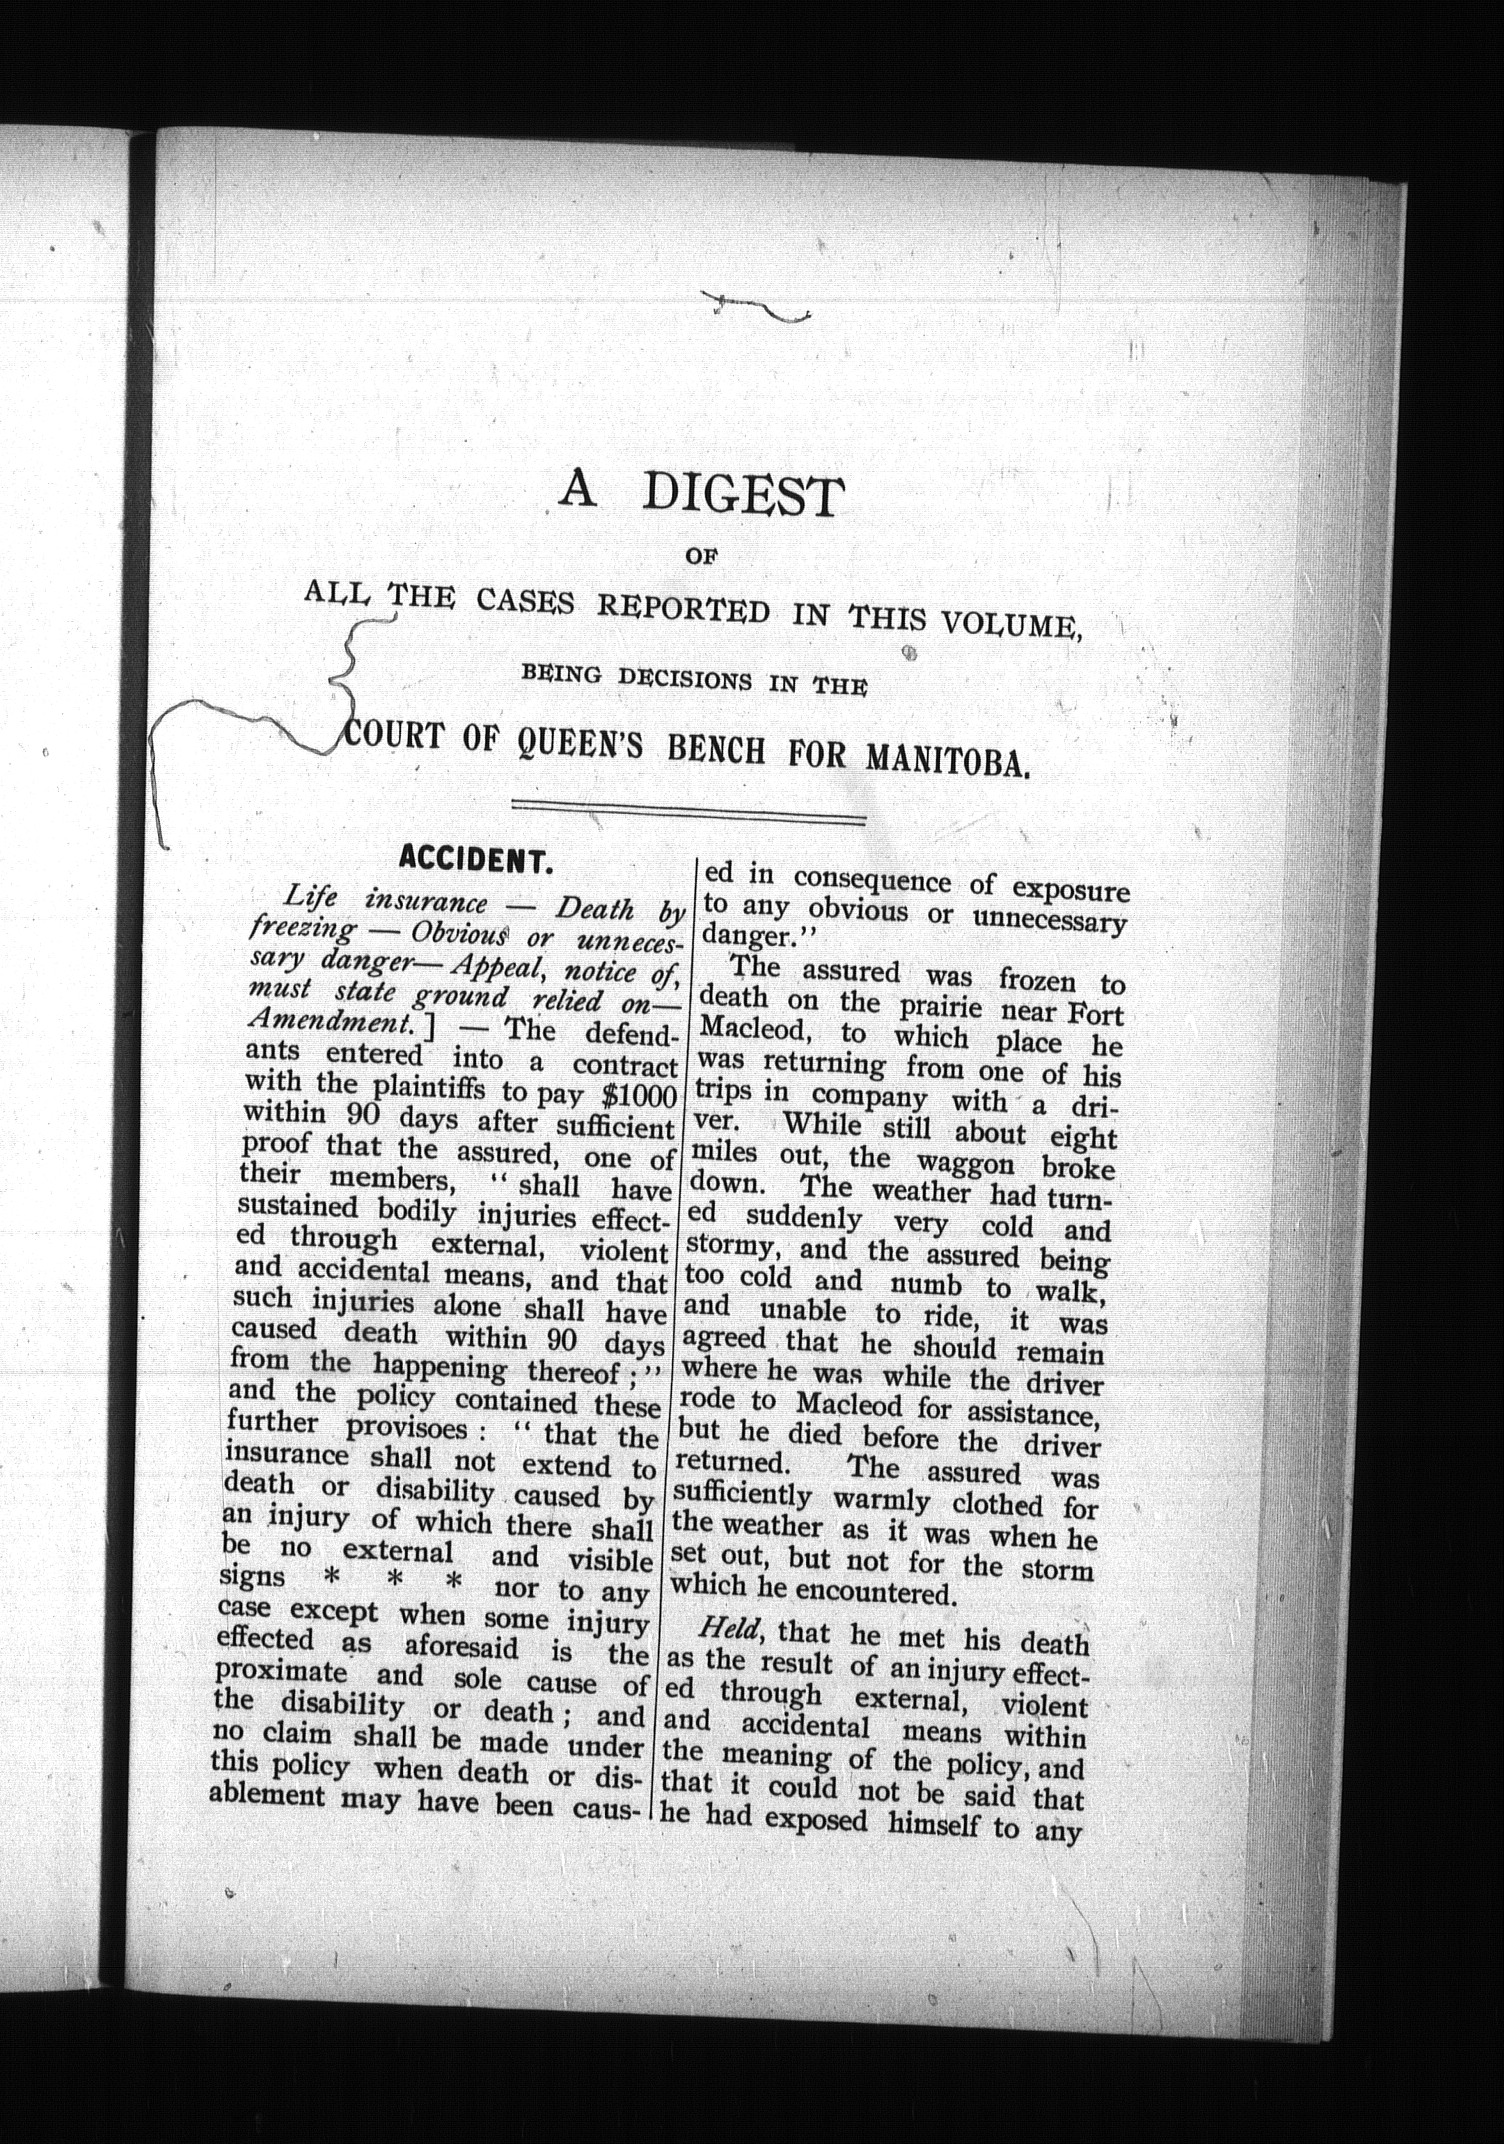 A DIGEST
OF
ALL THE CASES REPORTED IN THIS VOLUME,
BEING DECISIONS IN THE
COURT OF QUEEN'S BENCH FOR MANITOBA.
ACCIDENT.
Life insurance — Death by
freezing — Obvious or unneces-
sary danger— Appeal, notice of,
must state ground relied on—
Amendment.] — The defend-
ants entered into a contract
with the plaintiffs to pay $1000
within 90 days after sufficient
proof that the assured, one of
their members, “ shall have
sustained bodily injuries effect-
ed through external, violent
and accidental means, and that
such injuries alone shall have
caused death within 90 days
from the happening thereof ;”
and the policy contained these
further provisoes : “ that the
insurance shall not extend to
death or disability caused by
an injury of which there shall
be no external and visible
signs * * * nor to any
case except when some injury
effected as aforesaid is the
proximate and sole cause of
the disability or death ; and
no claim shall be made under
this policy when death or dis-
ablement may have been caus-
ed in consequence of exposure
to any obvious or unnecessary
danger.”
The assured was frozen to
death on the prairie near Fort
Macleod, to which place he
was returning from one of his
trips in company with a dri-
ver. While still about eight
miles out, the waggon broke
down. The weather had turn-
ed suddenly very cold and
stormy, and the assured being
too cold and numb to walk,
and unable to ride, it was
agreed that he should remain
where he was while the driver
rode to Macleod for assistance,
but he died before the driver
returned. The assured was
sufficiently warmly clothed for
the weather as it was when he
set out, but not for the storm
which he encountered.
Held, that he met his death
as the result of an injury effect-
ed through external, violent
and accidental means within
the meaning of the policy, and
that it could not be said that
he had exposed himself to any